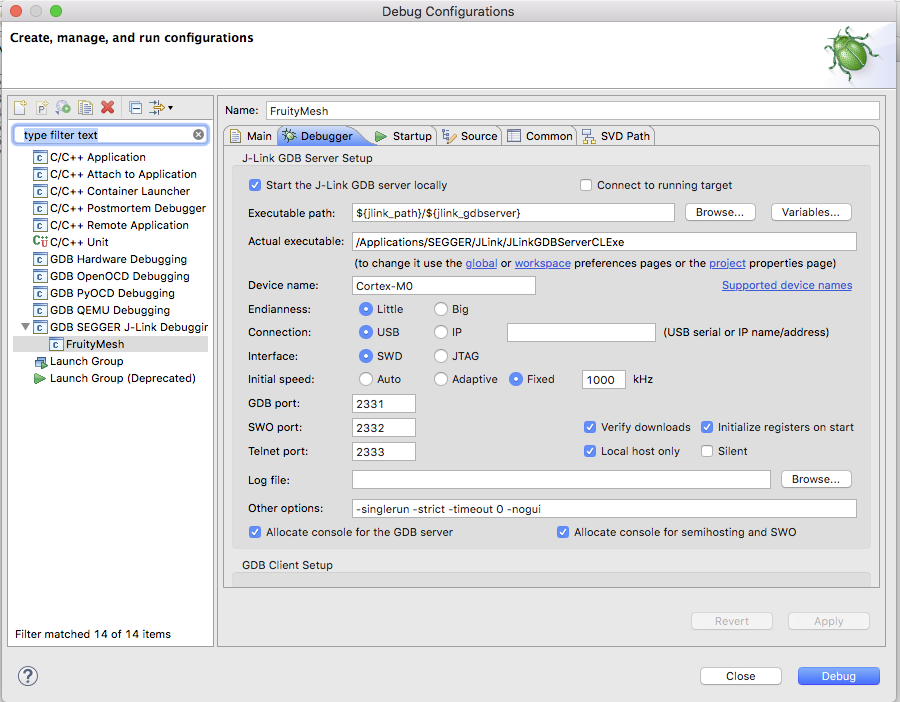 Debug Configurations
Create, manage, and run configurations
type filter text
C/C++ Application
C/C++ Attach to Application
C/C++ Container Launcher
C/C++ Postmortem Debugger
C/C++ Remote Application
C/C++ Unit
GDB Hardware Debugging
GDB OpenOCD Debugging
GDB PyOCD Debugging
GDB QEMU Debugging
GDB SEGGER J-Link Debuggin
FruityMesh
Launch Group
Launch Group (Deprecated)
Filter matched 14 of 14 items
Name: FruityMesh
Main Debugger Startup Source Common SVD Path
J-Link GDB Server Setup
Start the J-Link GDB server locally Connect to running target
Executable path: ${jlink_path}/${jlink_gdbserver} Browse... Variables...
Actual executable: /Applications/SEGGER/JLink/JLinkGDBServerCLExe
(to change it use the global or workspace preferences pages or the project properties page)
Device name: Cortex-M0 Supported device names
Endianness: Little Big
Connection: USB IP (USB serial or IP name/address)
Interface: SWD JTAG
Initial speed: Auto Adaptive Fixed 1000 kHz
GDB port: 2331
SWO port: 2332 Verify downloads Initialize registers on start
Telnet port: 2333 Local host only Silent
Log file: Browse...
Other options: -singlerun -strict -timeout 0 -nogui
Allocate console for the GDB server Allocate console for semihosting and SWO
GDB Client Setup
Revert Apply
? Close Debug